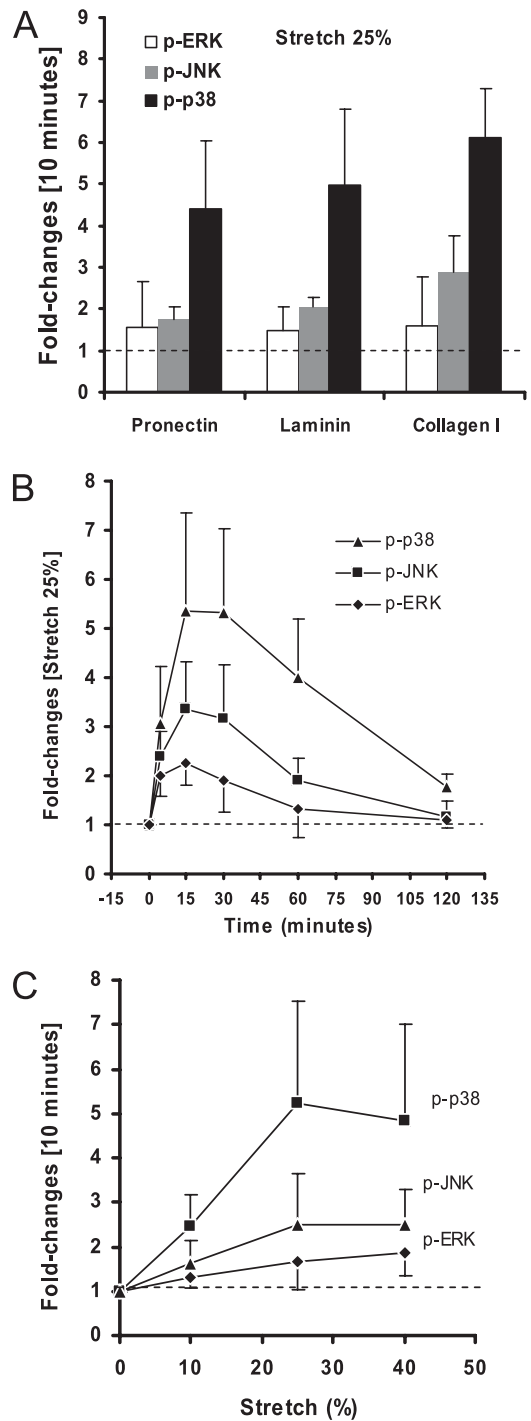 A
Stretch 25%
p-ERK
p-JNK
p-p38
Fold-changes [10 minutes]
9
8
7
6
5
4
3
2
1
0
Pronectin Laminin Collagen I
B
Fold-changes [Stretch 25%]
8
7
6
5
4
3
2
1
0
p-p38
p-JNK
p-ERK
-15 0 15 30 45 60 75 90 105 120 135
Time (minutes)
C
Fold-changes [10 minutes]
8
7
6
5
4
3
2
1
0
p-p38
p-JNK
p-ERK
0 10 20 30 40 50
Stretch (%)